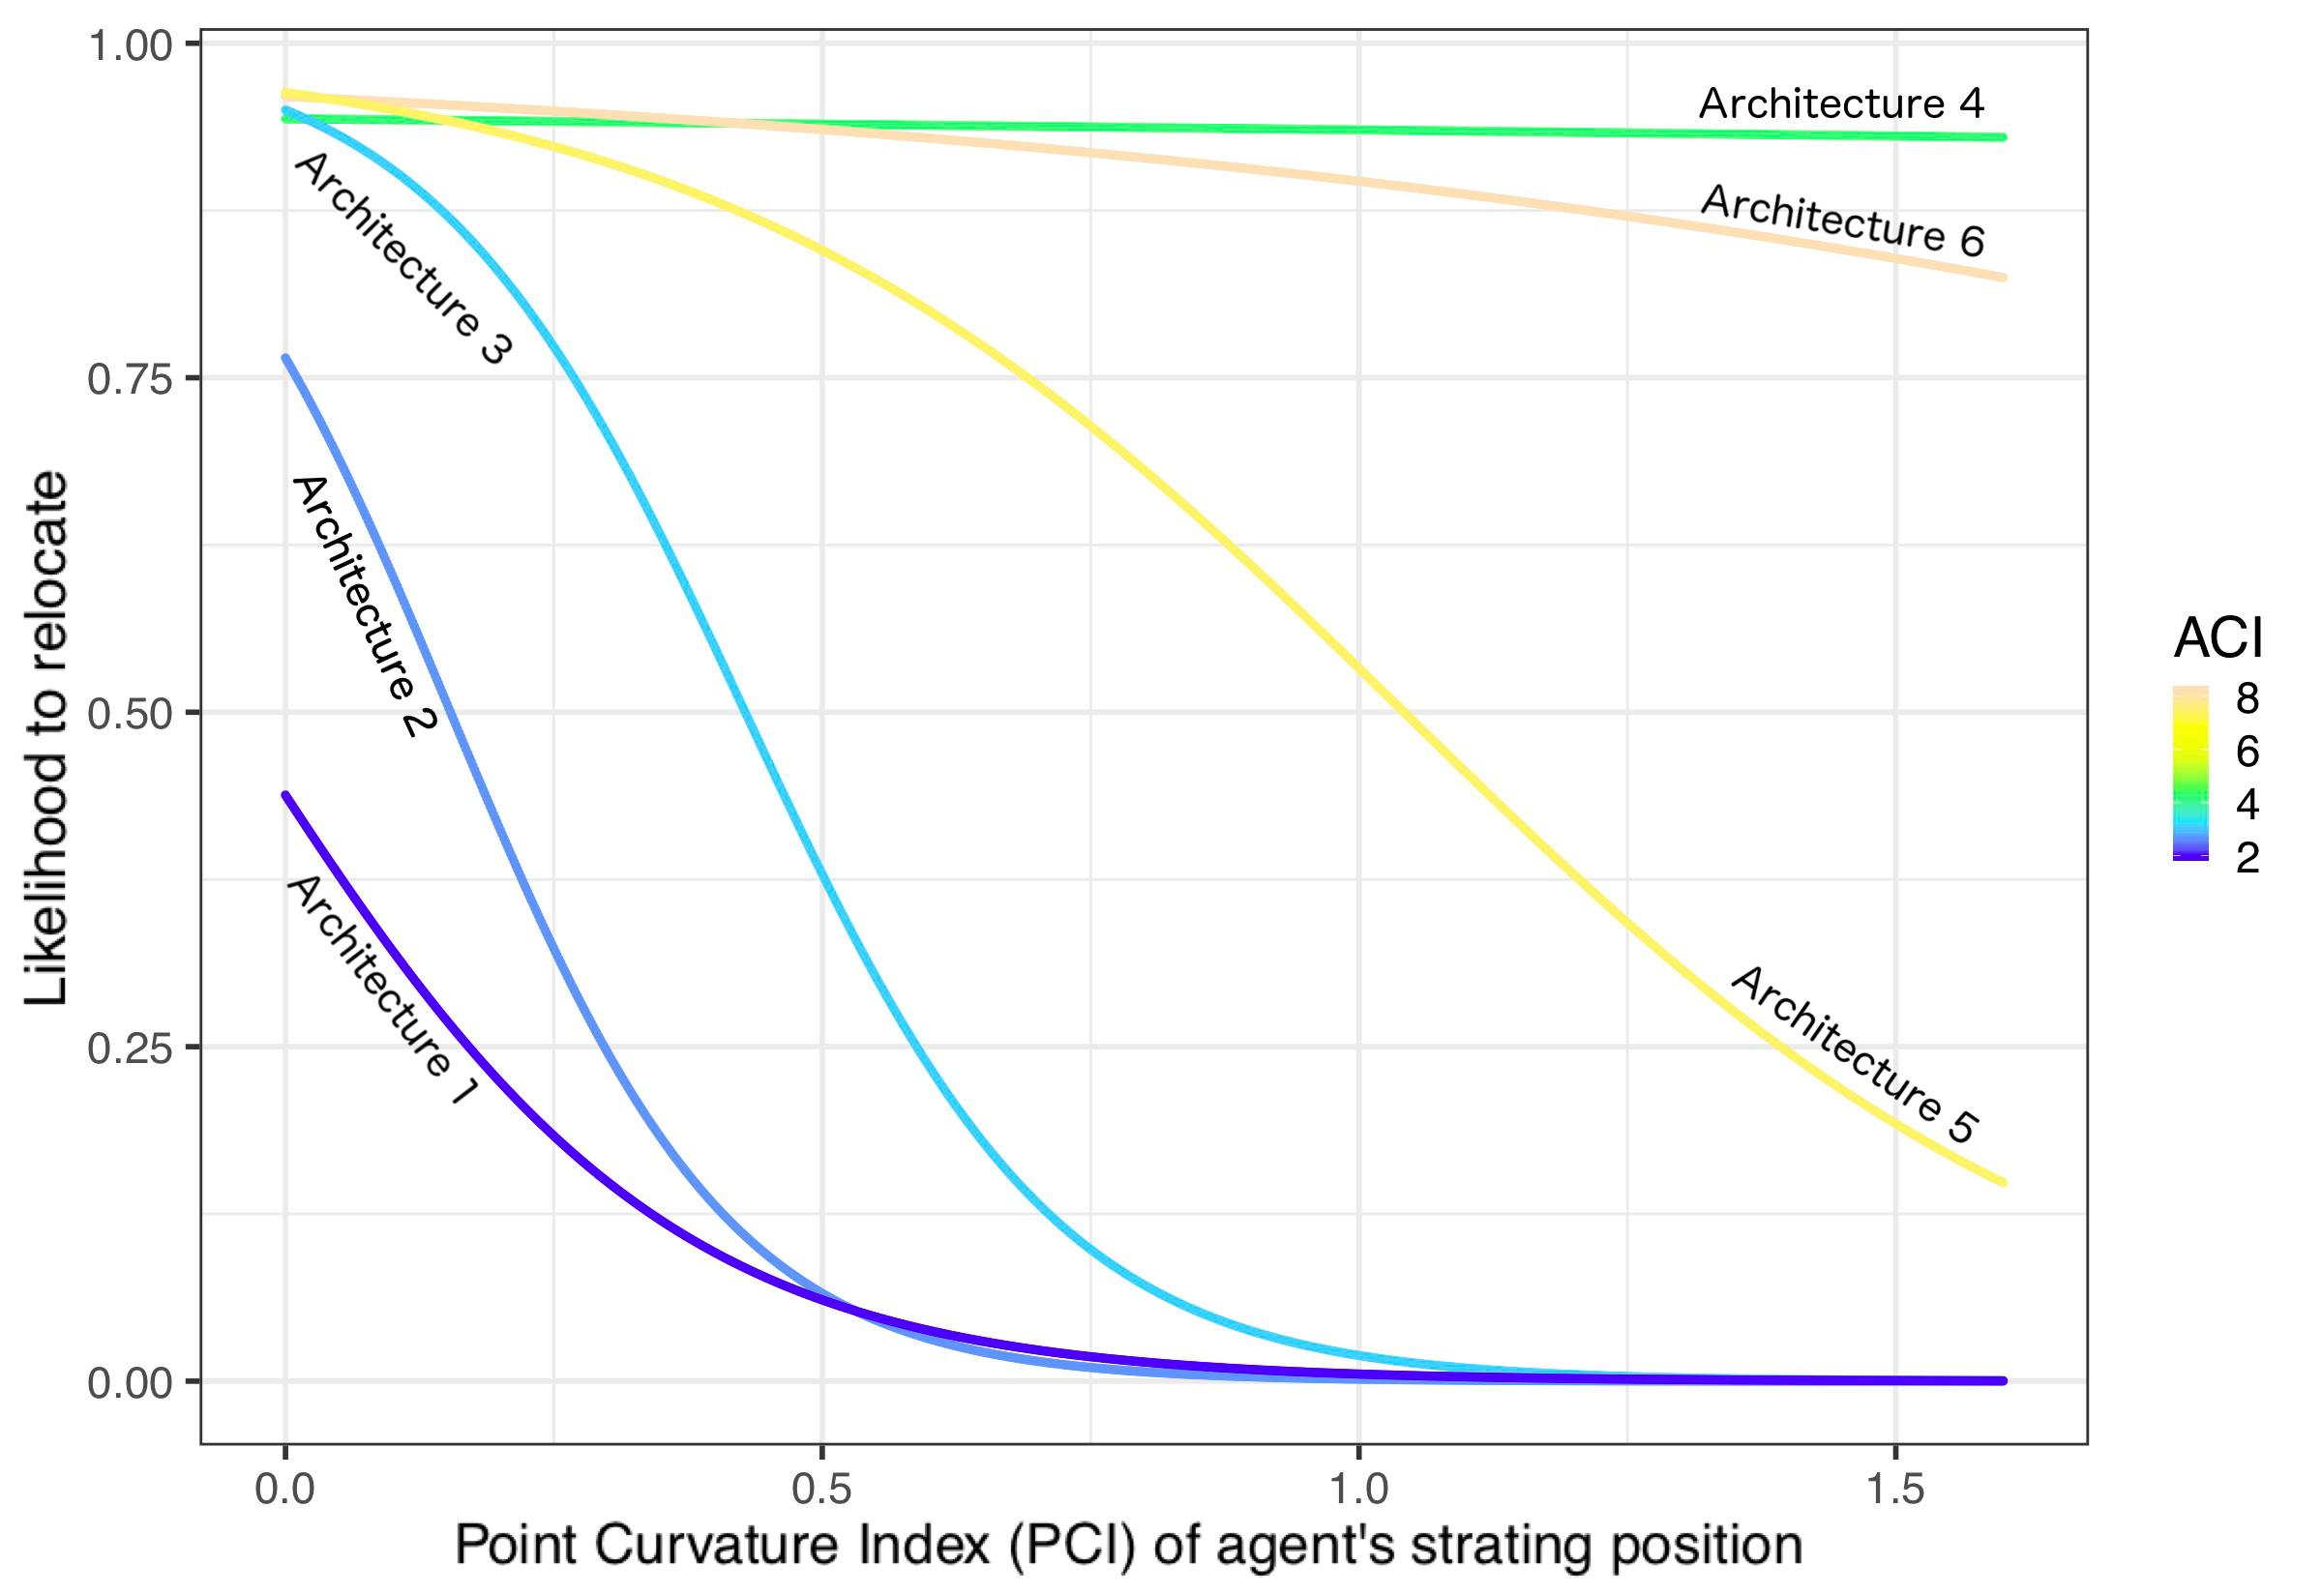 1.00
0.75
0.50
0.25
0.00
Likelihood to relocate
Architecture 4
Architecture 6
Architecture 3
Architecture 2
Architecture 1
Architecture 5
0.0
0.5
1.0
1.5
Point Curvature Index (PCI) of agent's strating position
ACI
8
6
4
2